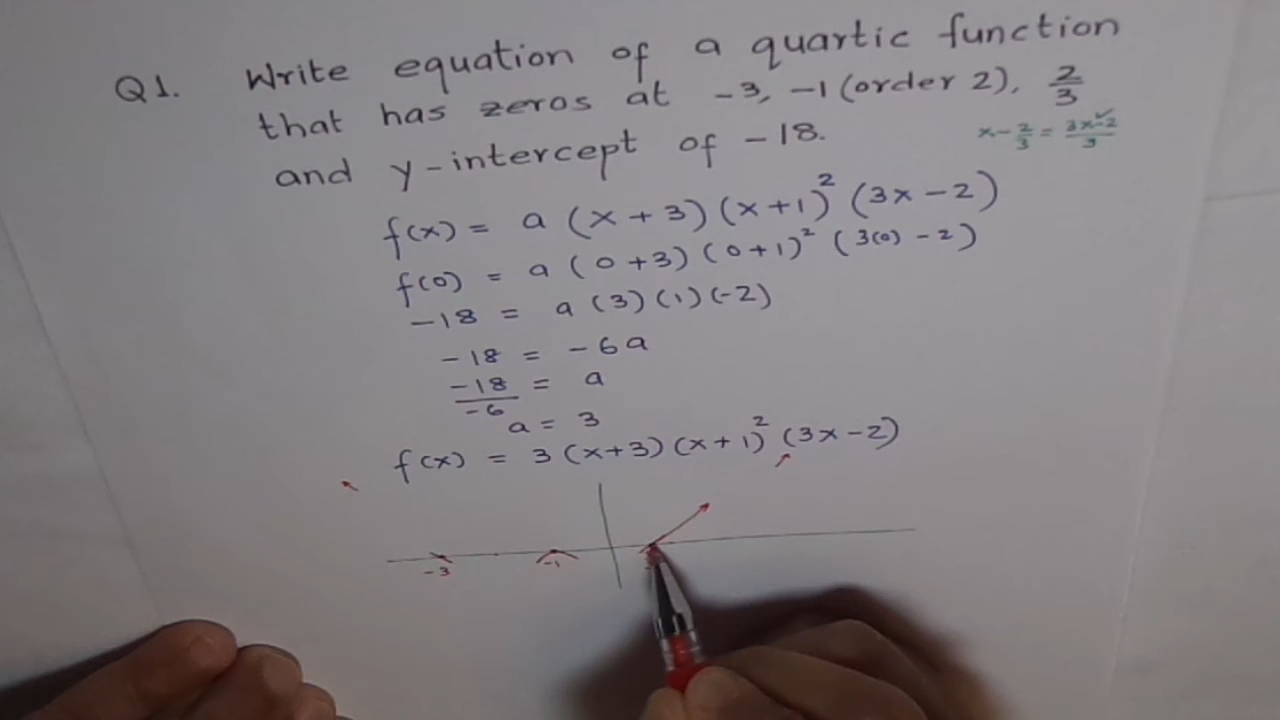 Q1. Write equation of a quartic function
that has zeros at -3, -1 (order 2), 2/3
and y-intercept of -18.
x - 2/3 = (3x-2)/3
f(x) = a (x+3) (x+1)² (3x-2)
f(0) = a (0+3) (0+1)² (3(0) - 2)
-18 = a (3) (1) (-2)
-18 = -6a
-18/-6 = a
a = 3
f(x) = 3 (x+3) (x+1)² (3x-2)
-3 -1